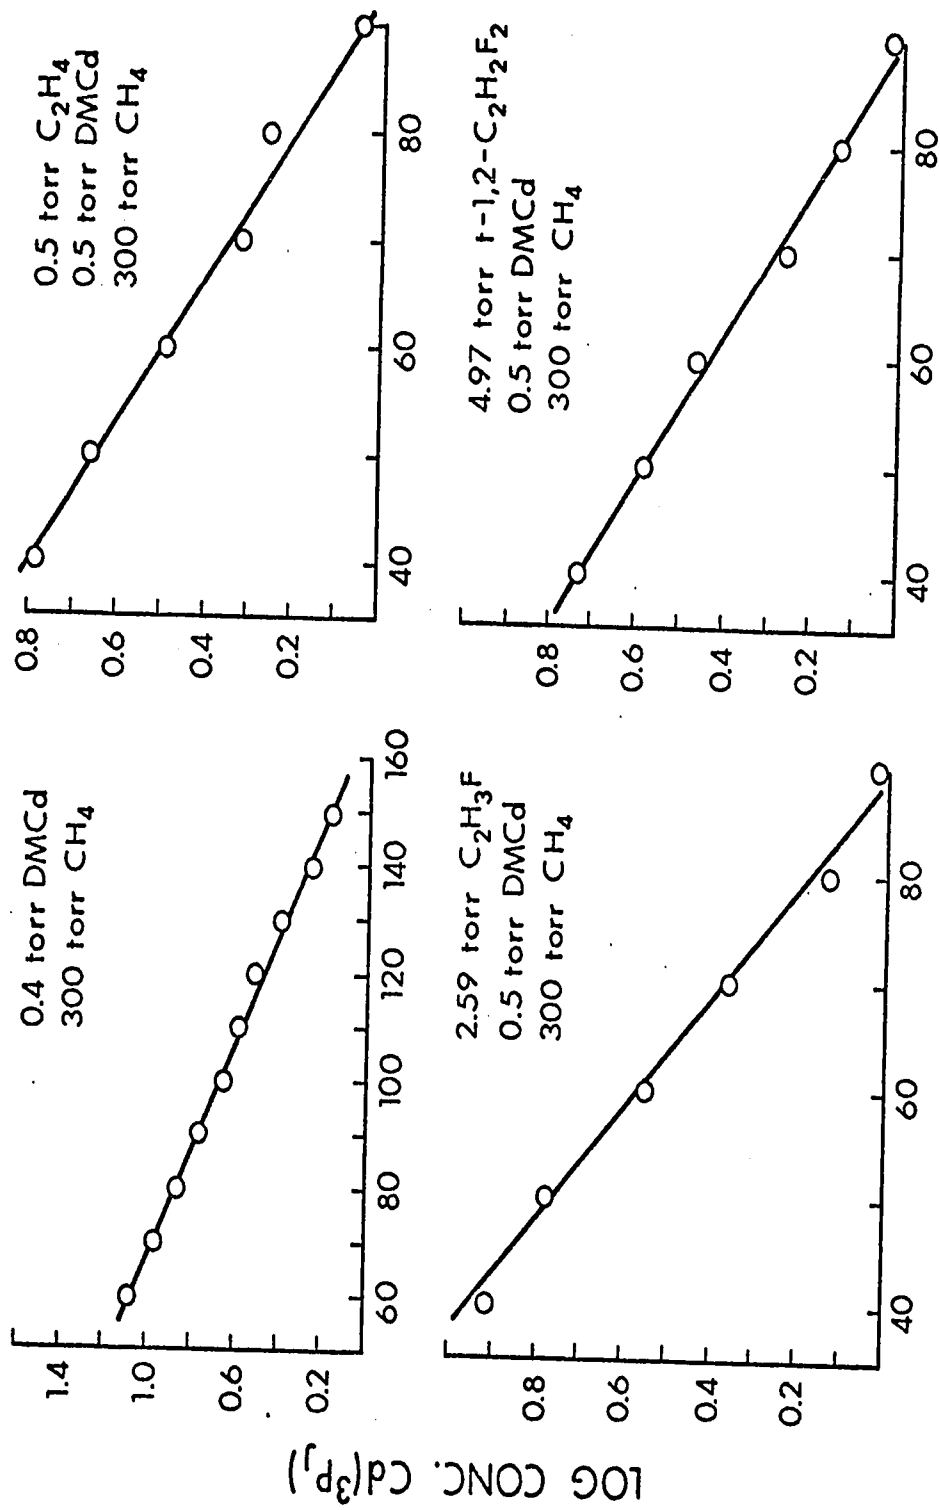 LOG CONC. Cd(³P_J)
0.4 torr DMCd
300 torr CH₄
1.4
1.0
0.6
0.2
60 80 100 120 140 160
0.5 torr C₂H₄
0.5 torr DMCd
300 torr CH₄
0.8
0.6
0.4
0.2
40 60 80
2.59 torr C₂H₃F
0.5 torr DMCd
300 torr CH₄
0.8
0.6
0.4
0.2
40 60 80
4.97 torr t-1,2-C₂H₂F₂
0.5 torr DMCd
300 torr CH₄
0.8
0.6
0.4
0.2
40 60 80